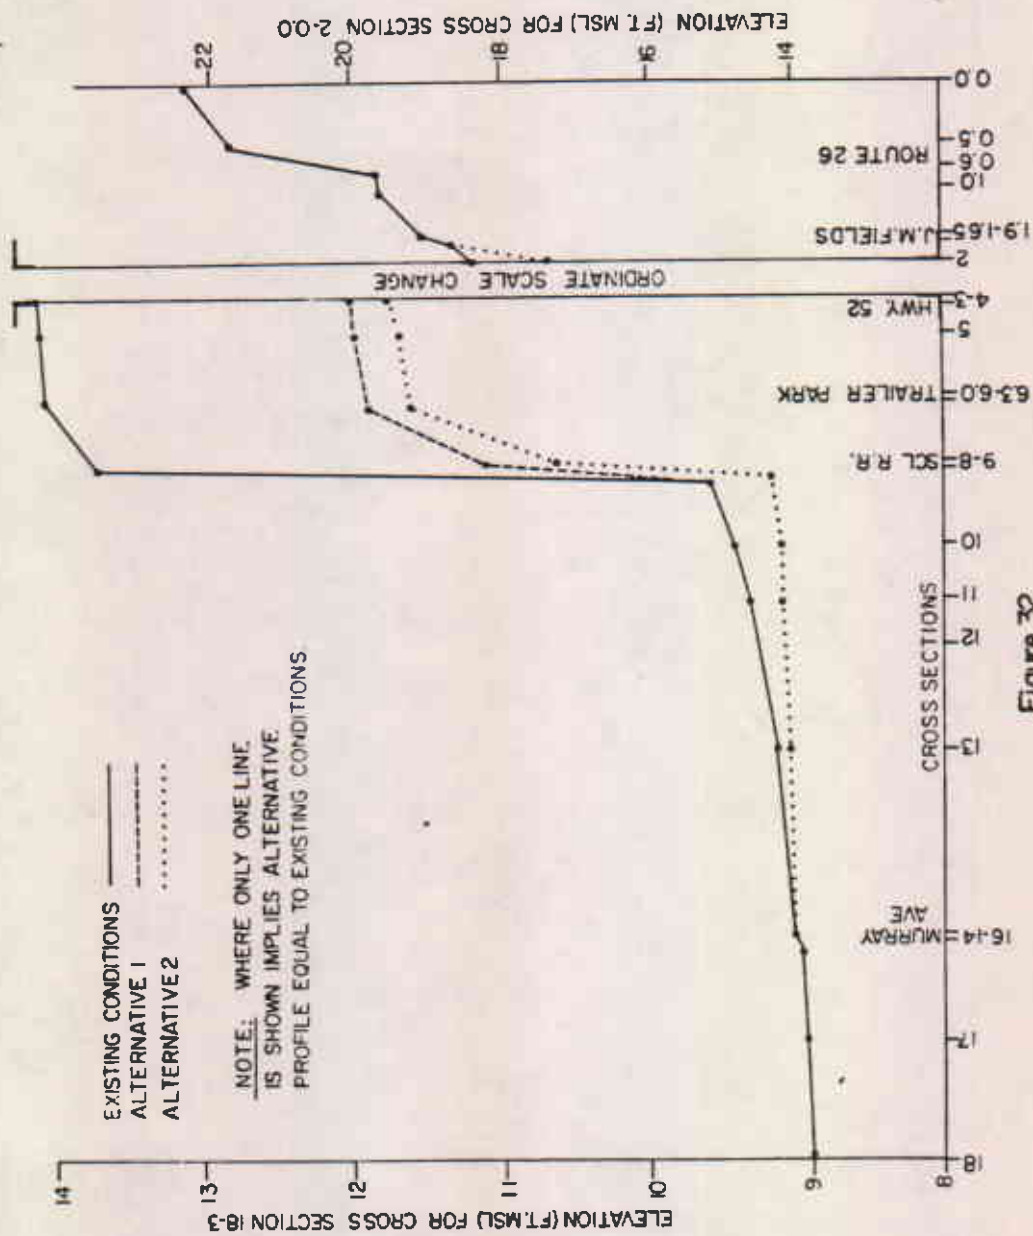 EXISTING CONDITIONS
ALTERNATIVE 1
ALTERNATIVE 2
NOTE: WHERE ONLY ONE LINE
IS SHOWN IMPLIES ALTERNATIVE
PROFILE EQUAL TO EXISTING CONDITIONS
ELEVATION (FT. MSL) FOR CROSS SECTION 18-3
14
13
12
11
10
9
8
ORDINATE SCALE CHANGE
ELEVATION (FT. MSL) FOR CROSS SECTION 2-0.0
22
20
18
16
14
18
17
16-14
MURRAY
AVE
13
12
11
10
9-8
SCL R.R.
6.3-6.0
TRAILER PARK
5
4-3
HWY. 52
2
1.9-1.65
J.M. FIELDS
1.0
0.6
0.5
ROUTE 26
0.0
CROSS SECTIONS
Figure 32